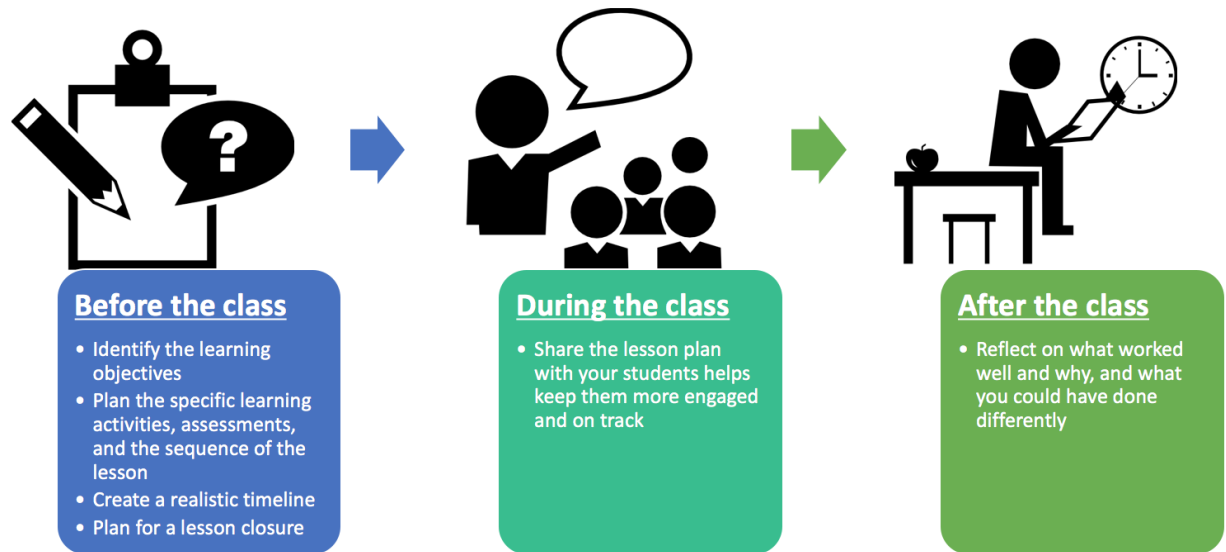 ?
Before the class
• Identify the learning
objectives
• Plan the specific learning
activities, assessments,
and the sequence of the
lesson
• Create a realistic timeline
• Plan for a lesson closure
During the class
• Share the lesson plan
with your students helps
keep them more engaged
and on track
After the class
• Reflect on what worked
well and why, and what
you could have done
differently